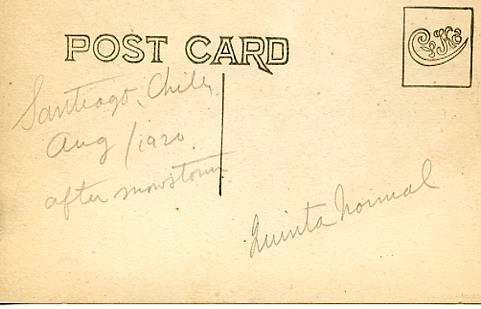 POST CARD
Santiago, Chile,
Aug / 1920
after snowstorm
Quinta Normal